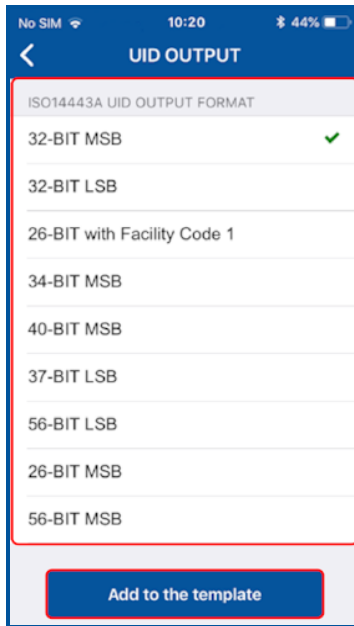 No SIM 10:20 44%
UID OUTPUT
ISO14443A UID OUTPUT FORMAT
32-BIT MSB
32-BIT LSB
26-BIT with Facility Code 1
34-BIT MSB
40-BIT MSB
37-BIT LSB
56-BIT LSB
26-BIT MSB
56-BIT MSB
Add to the template